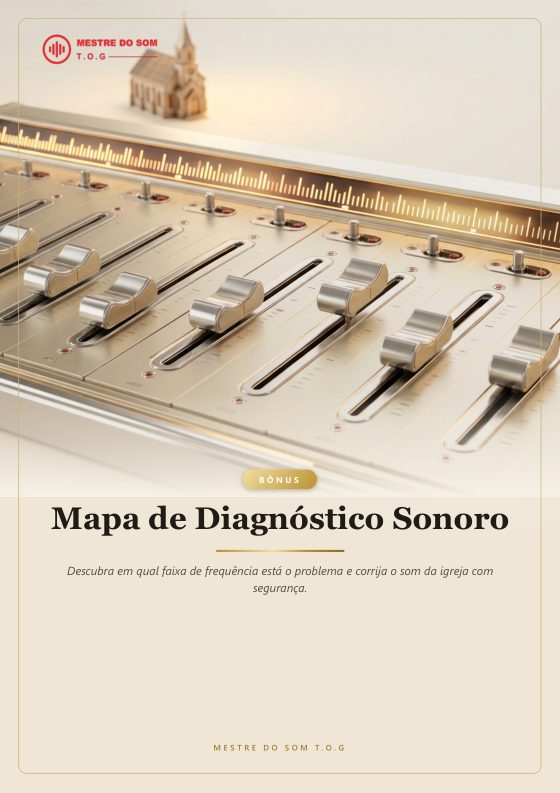 MESTRE DO SOM
T.O.G
BÔNUS
Mapa de Diagnóstico Sonoro
Descubra em qual faixa de frequência está o problema e corrija o som da igreja com
segurança.
MESTRE DO SOM T.O.G